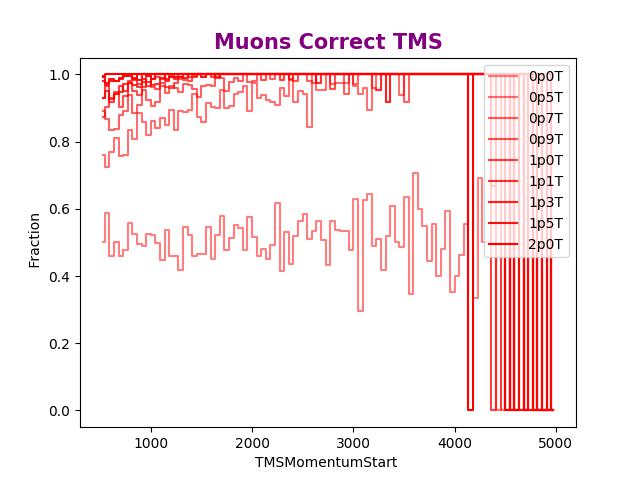 Muons Correct TMS
1.0
0.8
0.6
0.4
0.2
0.0
Fraction
1000
2000
3000
4000
5000
TMSMomentumStart
0p0T
0p5T
0p7T
0p9T
1p0T
1p1T
1p3T
1p5T
2p0T